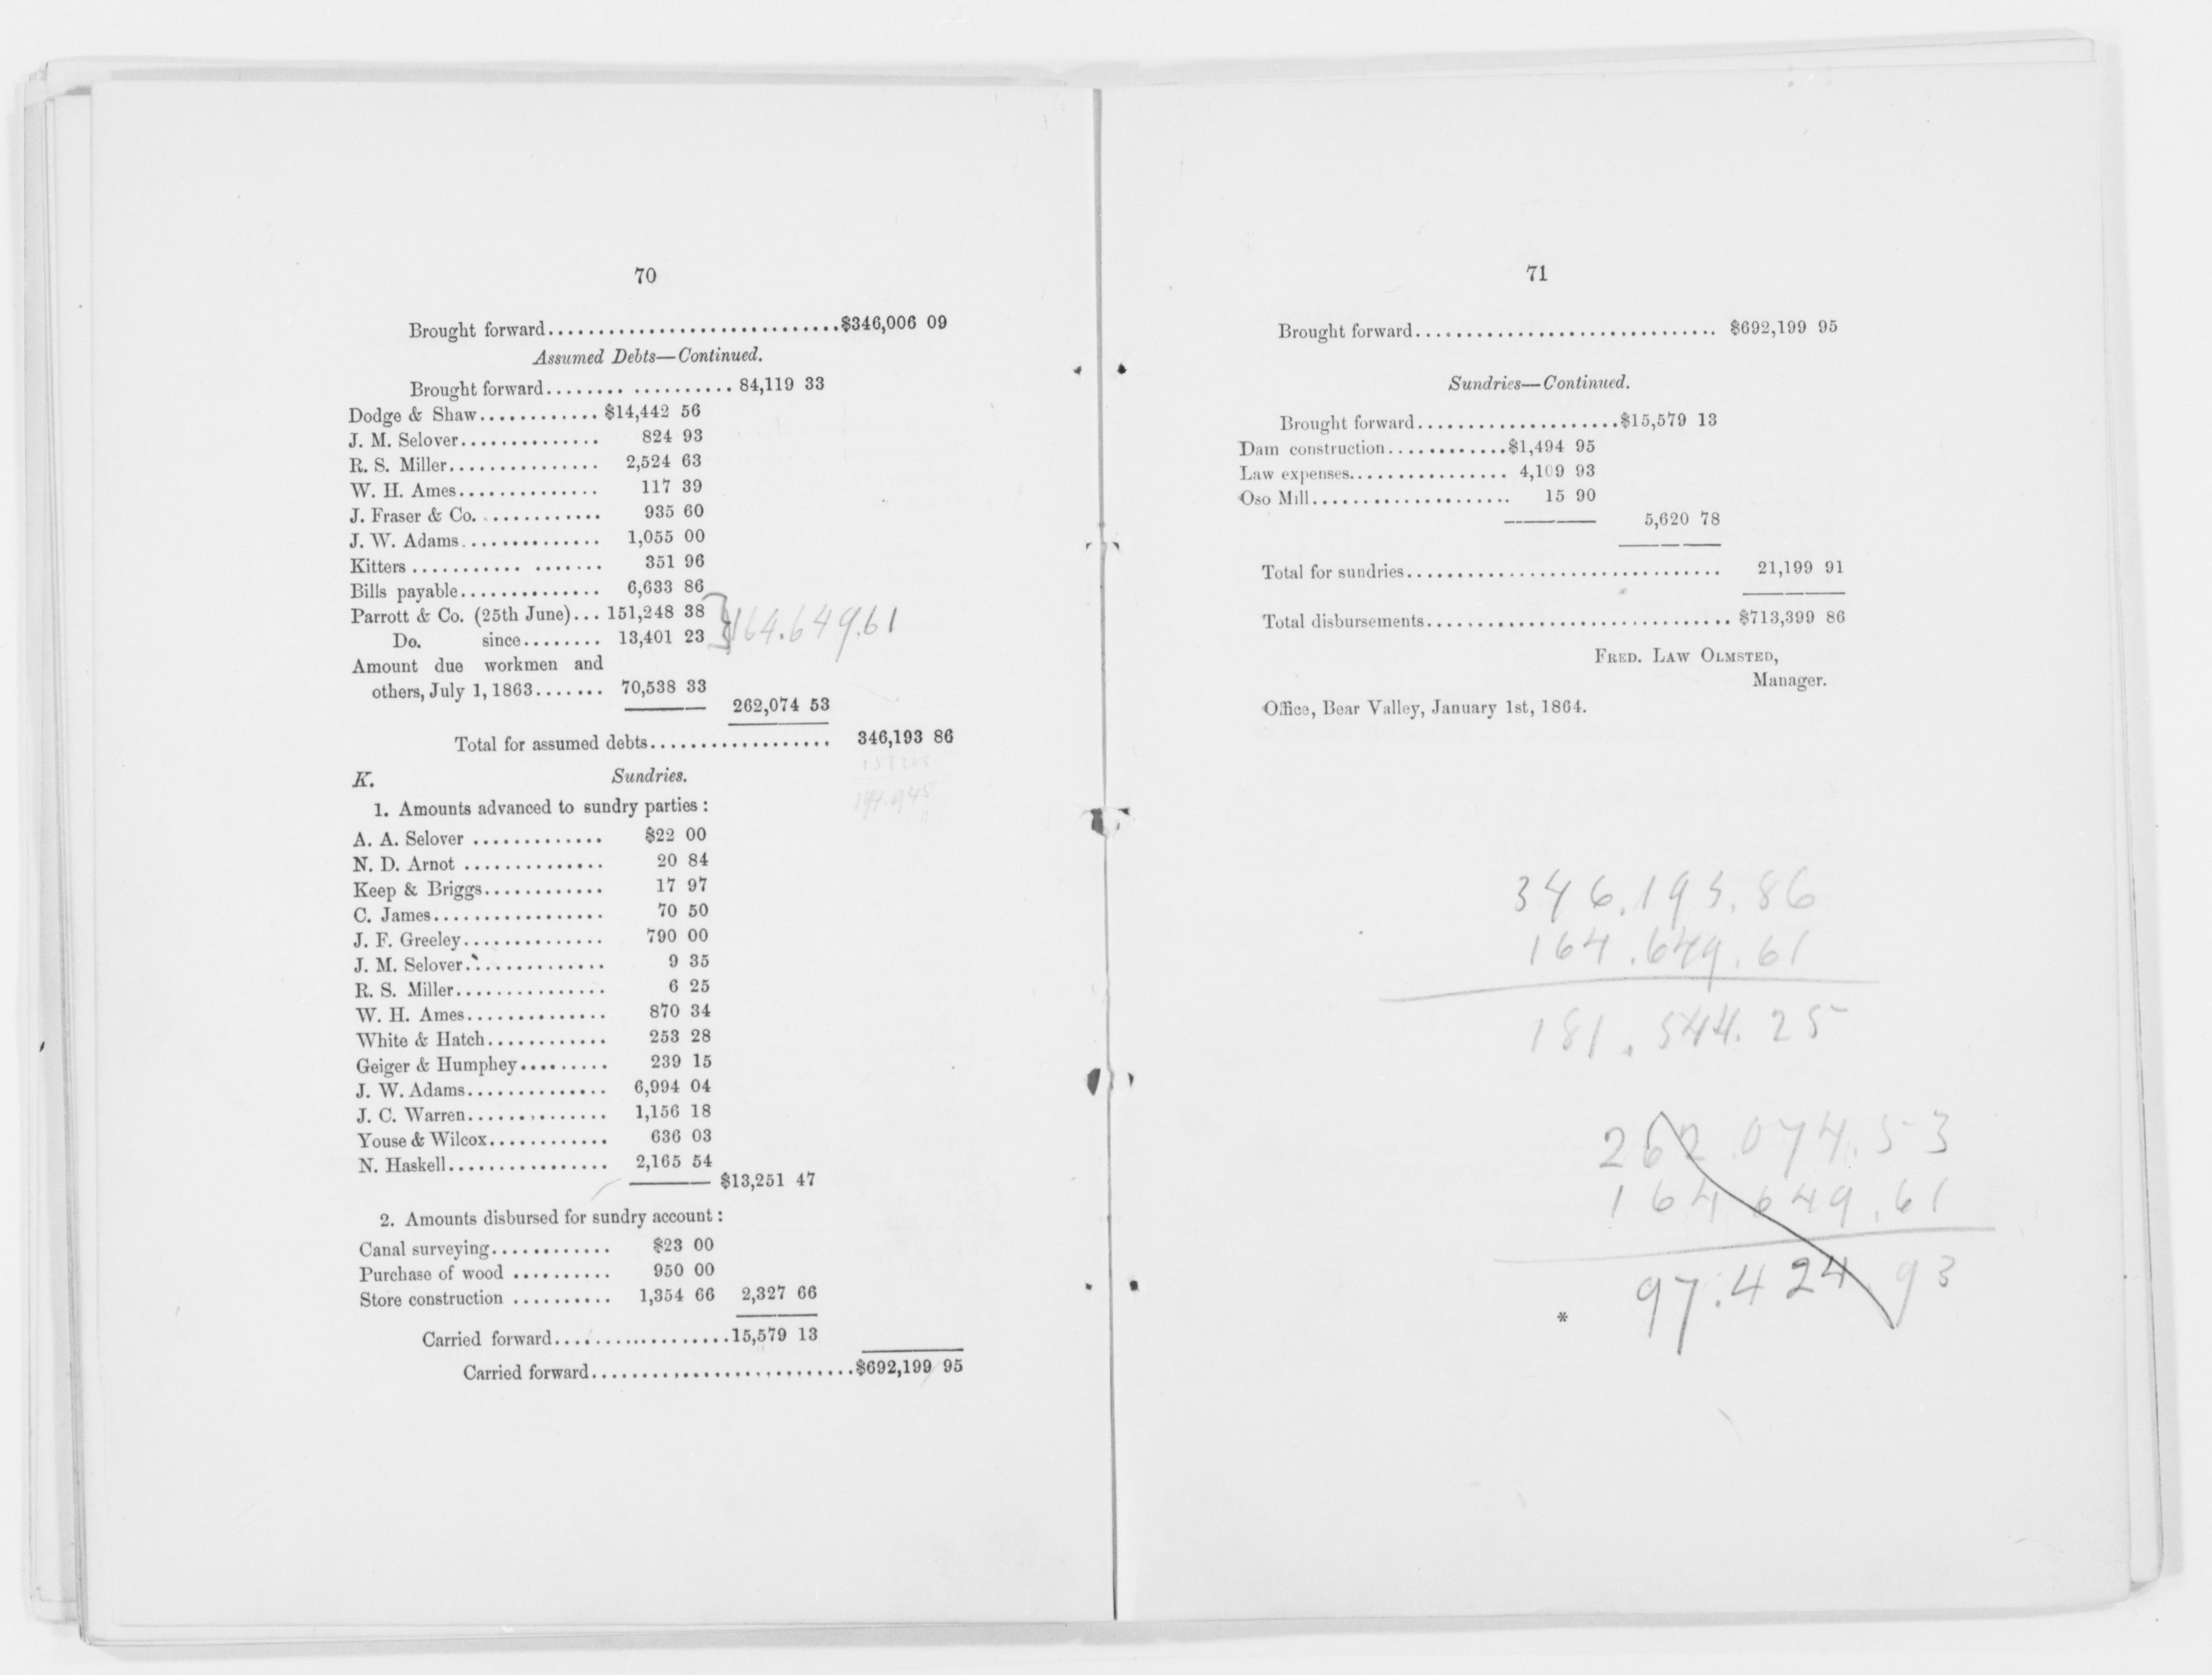 70
Brought forward.............................$346,006 09
Assumed Debts—Continued.
Brought forward........ .......... 84,119 33
Dodge & Shaw............ $14,442 56
J. M. Selover.............. 824 93
R. S. Miller............... 2,524 63
W. H. Ames.............. 117 39
J. Fraser & Co. ............ 935 60
J. W. Adams.............. 1,055 00
Kitters ........... ....... 351 96
Bills payable.............. 6,633 86
Parrott & Co. (25th June)... 151,248 38
164.649.61
Do. since........ 13,401 23
Amount due workmen and
others, July 1, 1863....... 70,538 33
262,074 53
Total for assumed debts.................. 346,193 86
K. Sundries.
1. Amounts advanced to sundry parties :
A. A. Selover ............. $22 00
N. D. Arnot .............. 20 84
Keep & Briggs............ 17 97
C. James................. 70 50
J. F. Greeley.............. 790 00
J. M. Selover.............. 9 35
R. S. Miller............... 6 25
W. H. Ames.............. 870 34
White & Hatch............ 253 28
Geiger & Humphey......... 239 15
J. W. Adams.............. 6,994 04
J. C. Warren.............. 1,156 18
Youse & Wilcox............ 636 03
N. Haskell................ 2,165 54
$13,251 47
2. Amounts disbursed for sundry account :
Canal surveying............ $23 00
Purchase of wood .......... 950 00
Store construction .......... 1,354 66 2,327 66
Carried forward..................15,579 13
Carried forward..........................$692,199 95
71
Brought forward.............................. $692,199 95
Sundries—Continued.
Brought forward....................$15,579 13
Dam construction............$1,494 95
Law expenses................ 4,109 93
Oso Mill.................... 15 90
5,620 78
Total for sundries............................... 21,199 91
Total disbursements.............................. $713,399 86
FRED. LAW OLMSTED,
Manager.
Office, Bear Valley, January 1st, 1864.
346.193.86
164.649.61
181.544.25
262.074.53
164.649.61
97.424.93
*